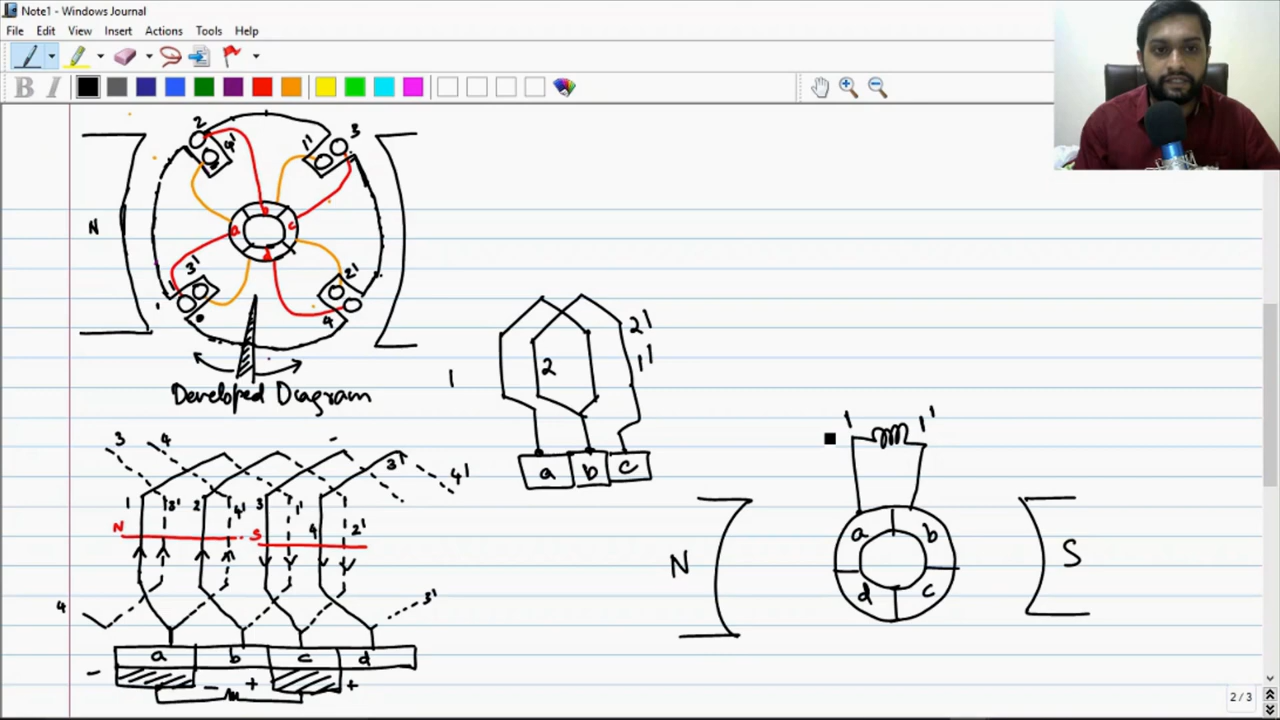 Note1 - Windows Journal
File Edit View Insert Actions Tools Help
B I
2 3
4' 1'
N
b
a c
d
3' 2'
1 4
Developed Diagram
3 4
3' 4'
1 3' 2 4' 3 1' 4 2'
N S
4 3'
a b c d
- - + +
1 2 2'
1'
a b c
1 1'
N a b S
d c
2 / 3